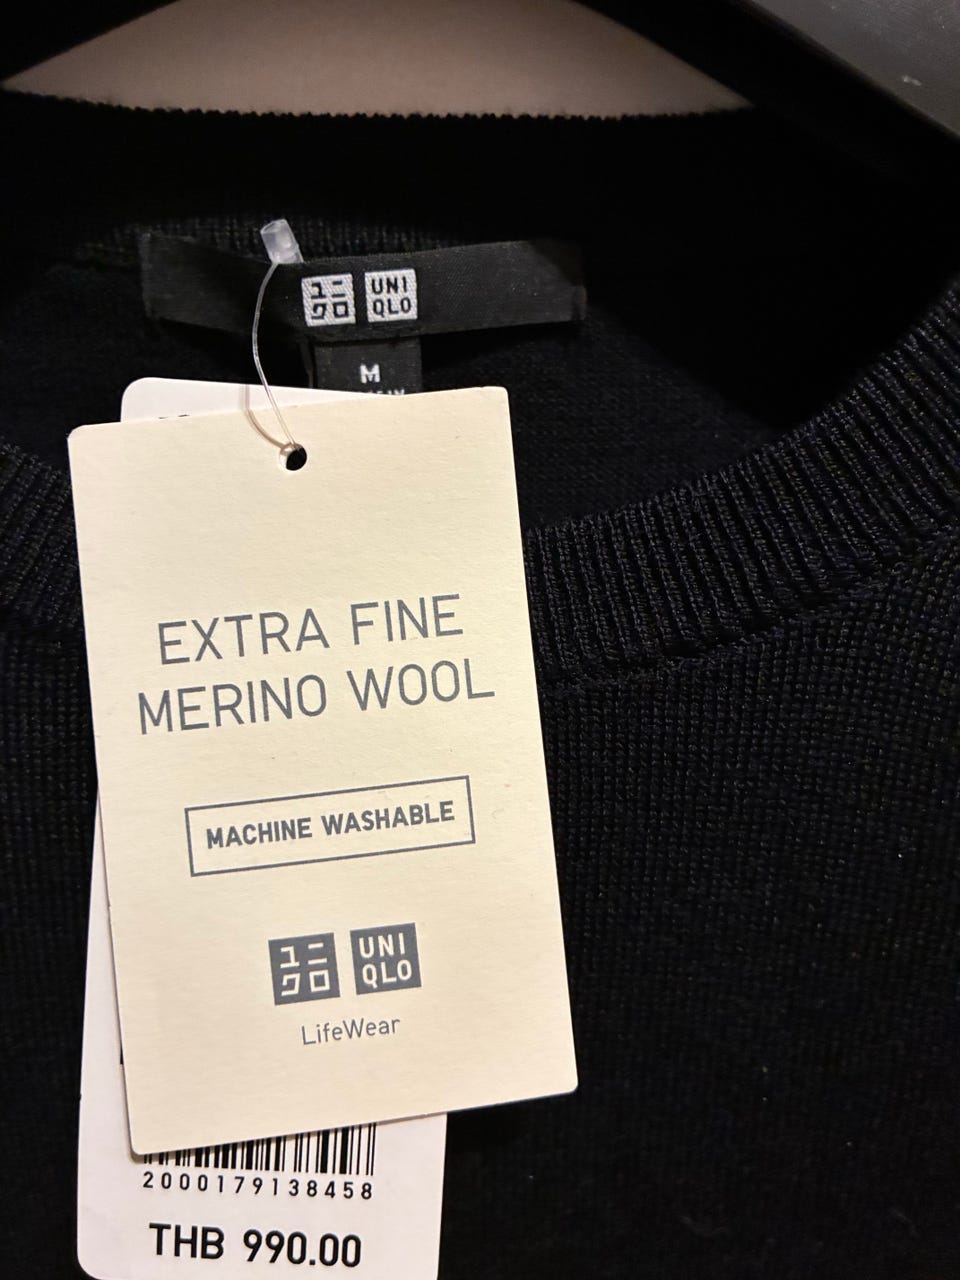 ユニ UNI
クロ QLO
M
EXTRA FINE
MERINO WOOL
MACHINE WASHABLE
ユニ UNI
クロ QLO
LifeWear
2000179138458
THB 990.00